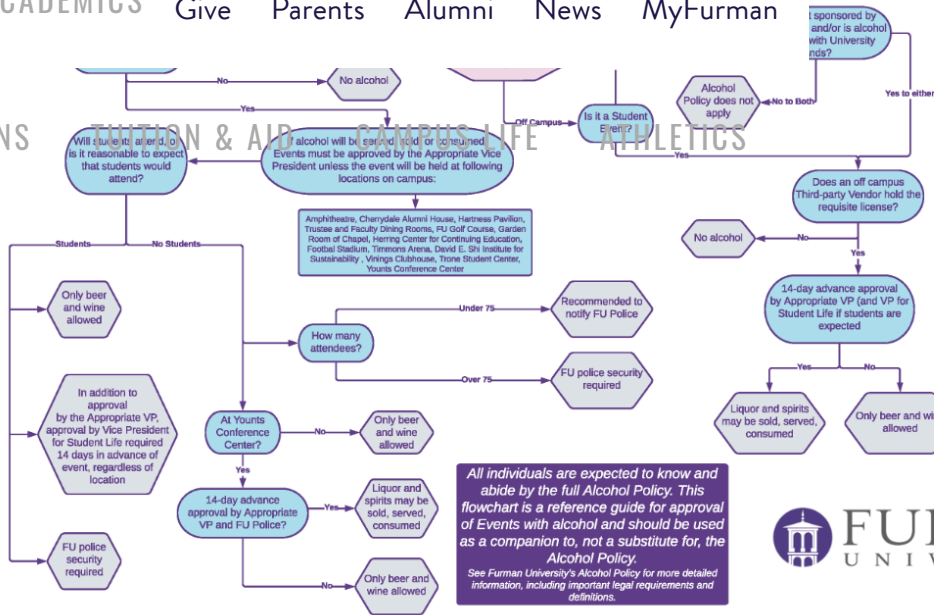 ACADEMICS
Give Parents Alumni News MyFurman
sponsored by
and/or is alcohol
with University
No
No alcohol
Yes
Off Campus
Is it a Student
Event?
Alcohol
Policy does not
apply
No to Both
Yes to either
TUITION & AID CAMPUS LIFE ATHLETICS
Will students attend, or
is it reasonable to expect
that students would
attend?
alcohol will be served, sold, or consumed,
Events must be approved by the Appropriate Vice
President unless the event will be held at following
locations on campus:
Yes
Amphitheatre, Cherrydale Alumni House, Hartness Pavilion,
Trustee and Faculty Dining Rooms, FU Golf Course, Garden
Room of Chapel, Herring Center for Continuing Education,
Footbal Stadium, Timmons Arena, David E. Shi Institute for
Sustainability , Vinings Clubhouse, Trone Student Center,
Younts Conference Center
Does an off campus
Third-party Vendor hold the
requisite license?
No alcohol
No
Yes
14-day advance approval
by Appropriate VP (and VP for
Student Life if students are
expected
Yes
No
Liquor and spirits
may be sold, served,
consumed
Only beer and
allowed
Students
No Students
Only beer
and wine
allowed
In addition to
approval
by the Appropriate VP,
approval by Vice President
for Student Life required
14 days in advance of
event, regardless of
location
FU police
security
required
How many
attendees?
Under 75
Recommended to
notify FU Police
Over 75
FU police security
required
At Younts
Conference
Center?
No
Only beer
and wine
allowed
Yes
14-day advance
approval by Appropriate
VP and FU Police?
Yes
Liquor and
spirits may be
sold, served,
consumed
No
Only beer and
wine allowed
All individuals are expected to know and
abide by the full Alcohol Policy. This
flowchart is a reference guide for approval
of Events with alcohol and should be used
as a companion to, not a substitute for, the
Alcohol Policy.
See Furman University's Alcohol Policy for more detailed
information, including important legal requirements and
definitions.